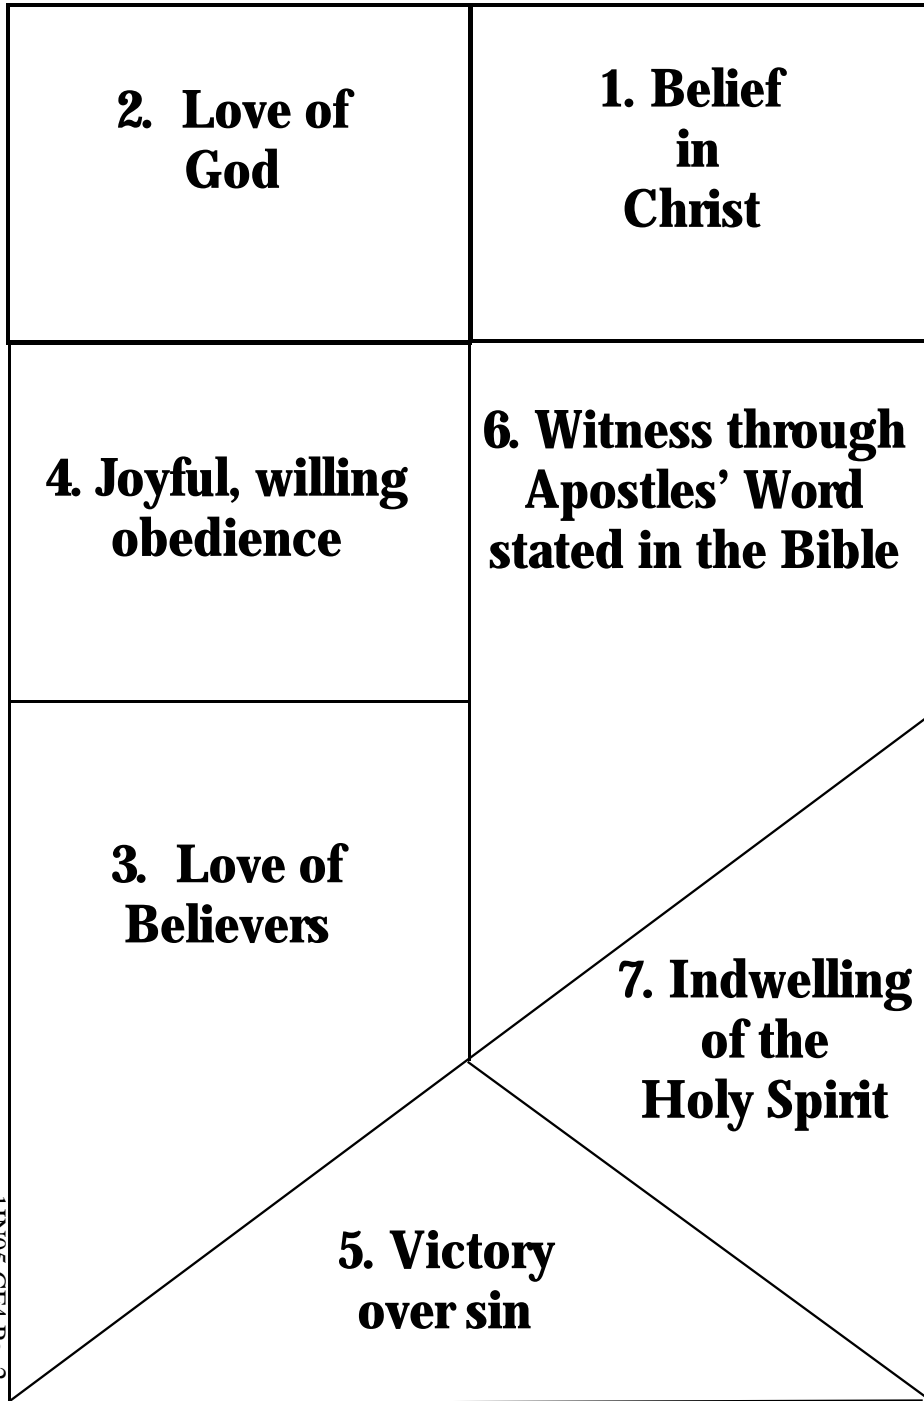 2. Love of
God
1. Belief
in
Christ
4. Joyful, willing
obedience
6. Witness through
Apostles’ Word
stated in the Bible
3. Love of
Believers
7. Indwelling
of the
Holy Spirit
5. Victory
over sin